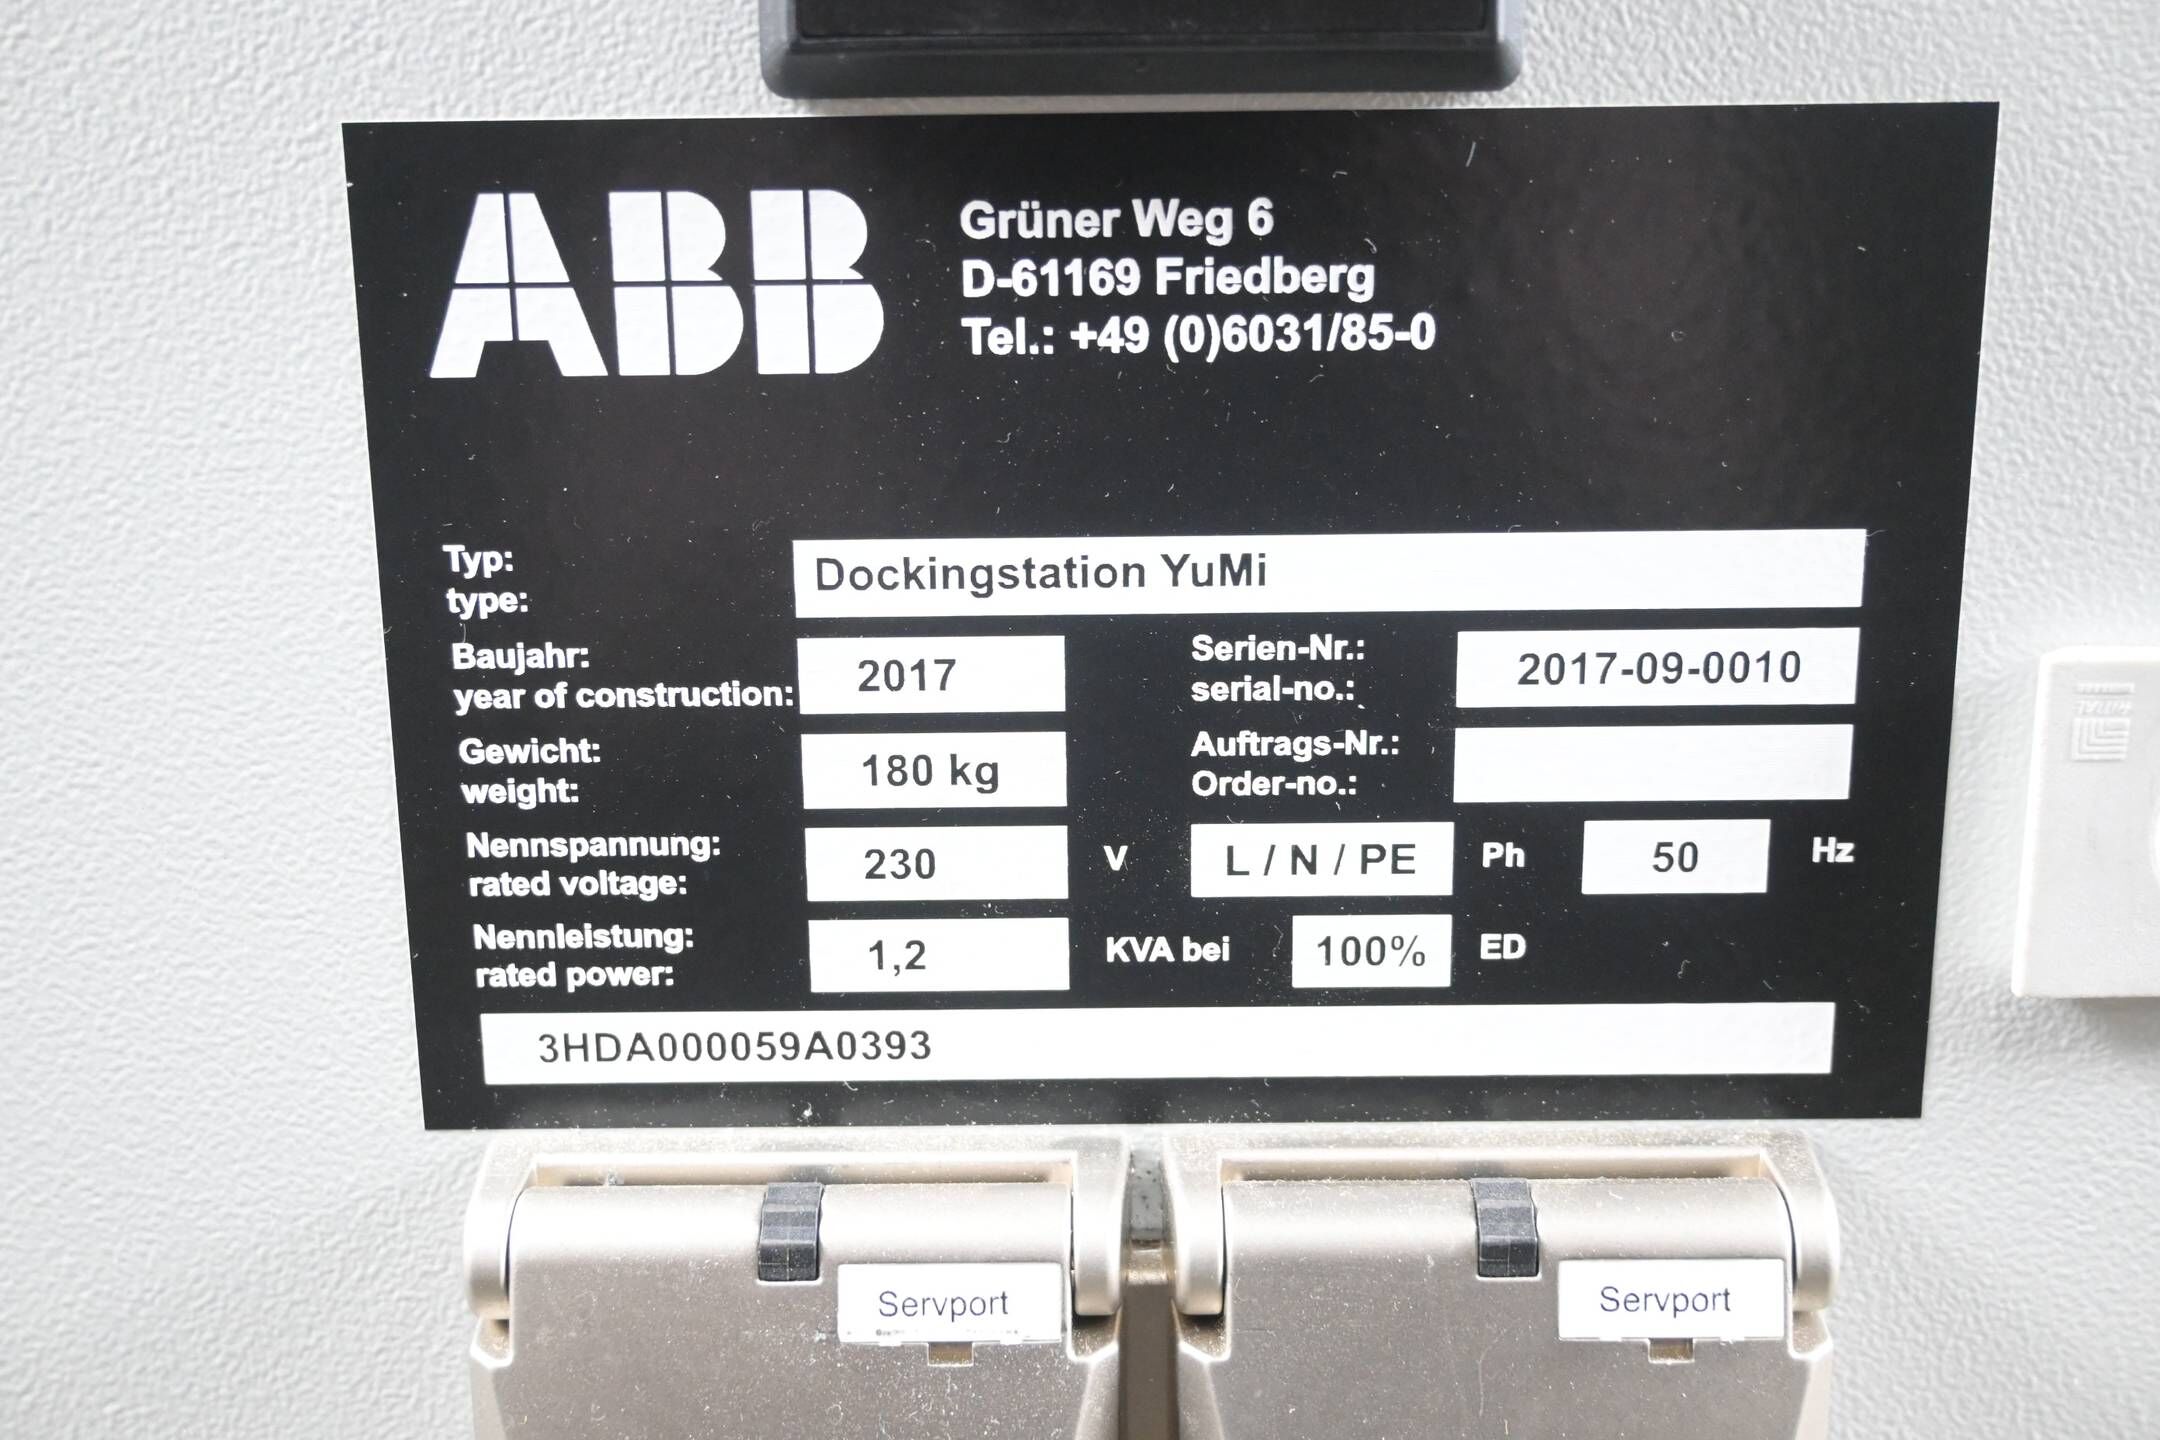 ABB
Grüner Weg 6
D-61169 Friedberg
Tel.: +49 (0)6031/85-0
Typ:
type:
Dockingstation YuMi
Baujahr:
year of construction:
2017
Serien-Nr.:
serial-no.:
2017-09-0010
Gewicht:
weight:
180 kg
Auftrags-Nr.:
Order-no.:
Nennspannung:
rated voltage:
230 V L / N / PE Ph 50 Hz
Nennleistung:
rated power:
1,2 KVA bei 100% ED
3HDA000059A0393
Servport
Servport